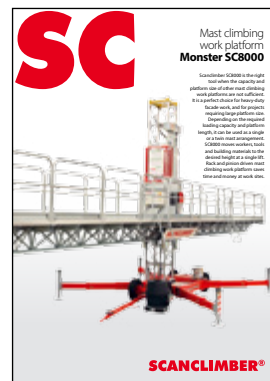 SC
Mast climbing
work platform
Monster SC8000
Scanclimber SC8000 is the right
tool when the capacity and
platform size of other mast climbing
work platforms are not sufficient.
It is a perfect choice for heavy-duty
facade work, and for projects
requiring large platform size.
Depending on the required
loading capacity and platform
length, it can be used as a single
or a twin mast arrangement.
SC8000 moves workers, tools
and building materials to the
desired height at a single lift.
Rack and pinion driven mast
climbing work platform saves
time and money at work sites.
SCANCLIMBER®